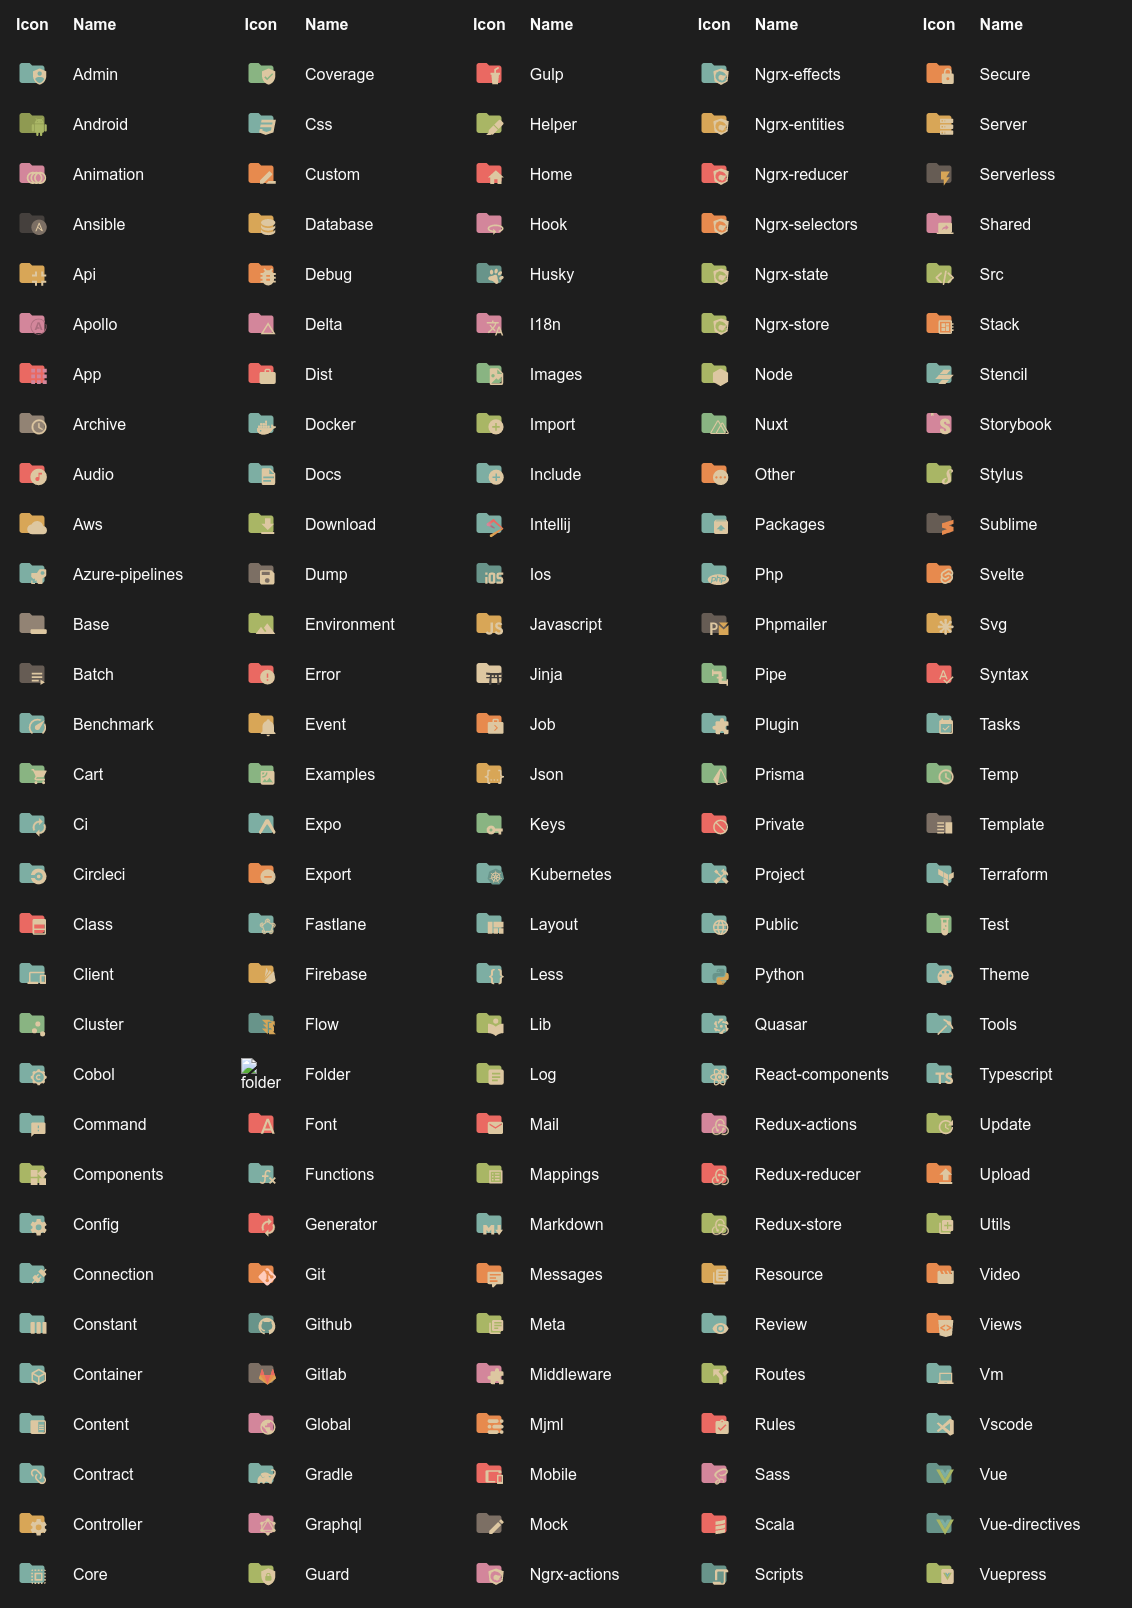 Icon Name Icon Name Icon Name Icon Name Icon Name
Admin Coverage Gulp Ngrx-effects Secure
Android Css Helper Ngrx-entities Server
Animation Custom Home Ngrx-reducer Serverless
Ansible Database Hook Ngrx-selectors Shared
Api Debug Husky Ngrx-state Src
Apollo Delta I18n Ngrx-store Stack
App Dist Images Node Stencil
Archive Docker Import Nuxt Storybook
Audio Docs Include Other Stylus
Aws Download Intellij Packages Sublime
Azure-pipelines Dump Ios Php Svelte
Base Environment Javascript Phpmailer Svg
Batch Error Jinja Pipe Syntax
Benchmark Event Job Plugin Tasks
Cart Examples Json Prisma Temp
Ci Expo Keys Private Template
Circleci Export Kubernetes Project Terraform
Class Fastlane Layout Public Test
Client Firebase Less Python Theme
Cluster Flow Lib Quasar Tools
Cobol folder Folder Log React-components Typescript
Command Font Mail Redux-actions Update
Components Functions Mappings Redux-reducer Upload
Config Generator Markdown Redux-store Utils
Connection Git Messages Resource Video
Constant Github Meta Review Views
Container Gitlab Middleware Routes Vm
Content Global Mjml Rules Vscode
Contract Gradle Mobile Sass Vue
Controller Graphql Mock Scala Vue-directives
Core Guard Ngrx-actions Scripts Vuepress